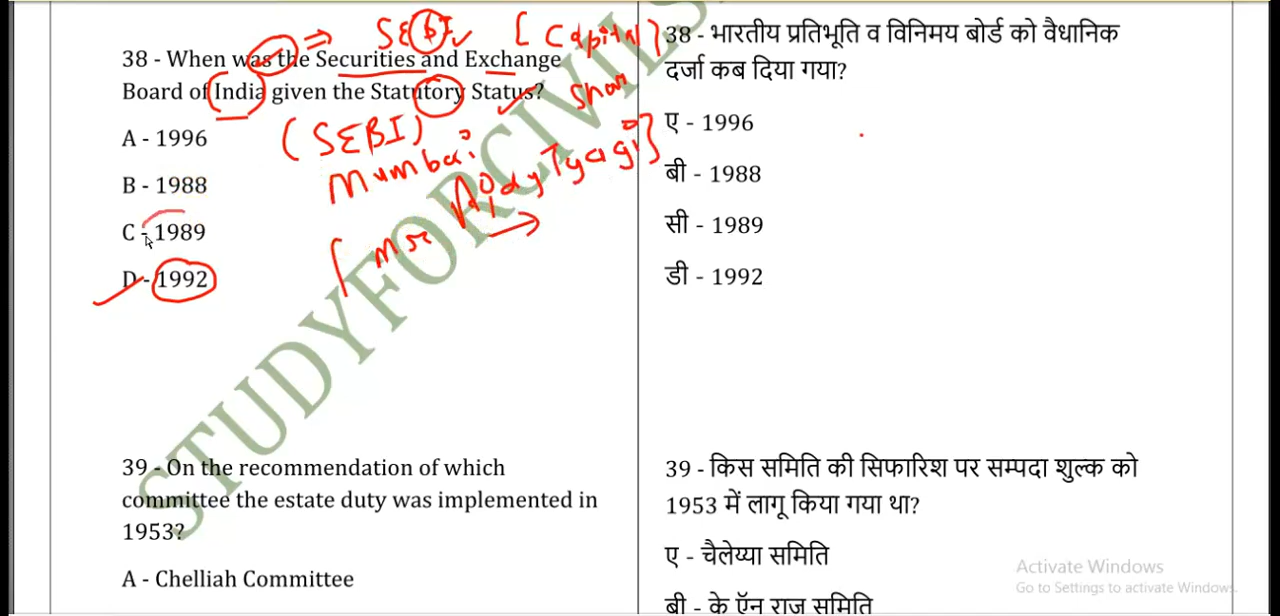 38 - When was the Securities and Exchange
Board of India given the Statutory Status?
A - 1996
B - 1988
C - 1989
D - 1992
SEBI
[Capital]
Shar
(SEBI)
Mumbai
Ajay Tyagi]
39 - On the recommendation of which
committee the estate duty was implemented in
1953?
A - Chelliah Committee
38 - भारतीय प्रतिभूति व विनिमय बोर्ड को वैधानिक
दर्जा कब दिया गया?
ए - 1996
बी - 1988
सी - 1989
डी - 1992
39 - किस समिति की सिफारिश पर सम्पदा शुल्क को
1953 में लागू किया गया था?
ए - चैलेय्या समिति
बी - के ऍन राज समिति
STUDYFORCIVILS
Activate Windows
Go to Settings to activate Windows.